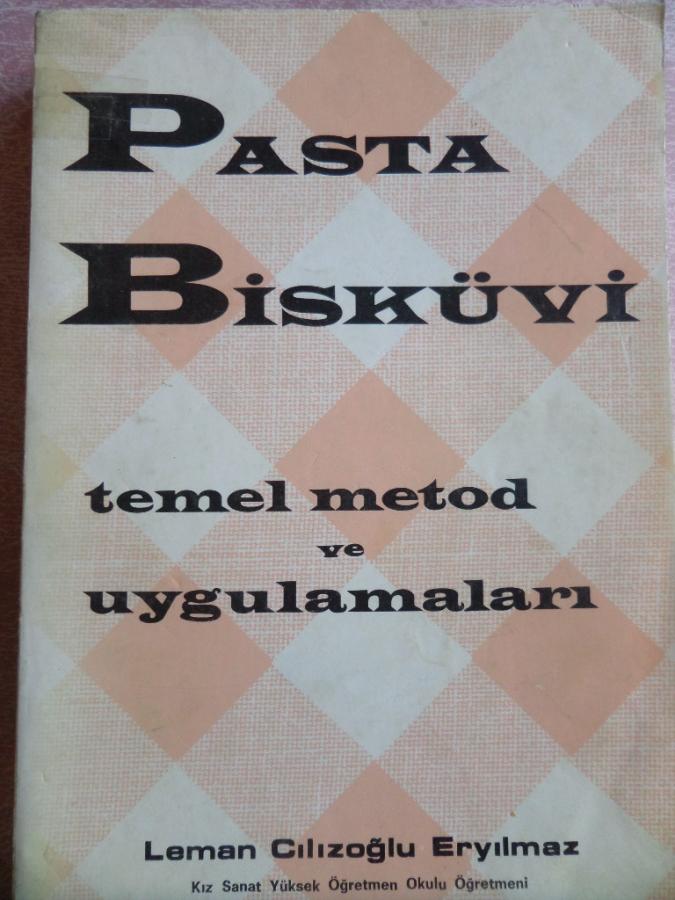 PASTA
BİSKÜVİ
temel metod
ve
uygulamaları
Leman Cılızoğlu Eryılmaz
Kız Sanat Yüksek Öğretmen Okulu Öğretmeni